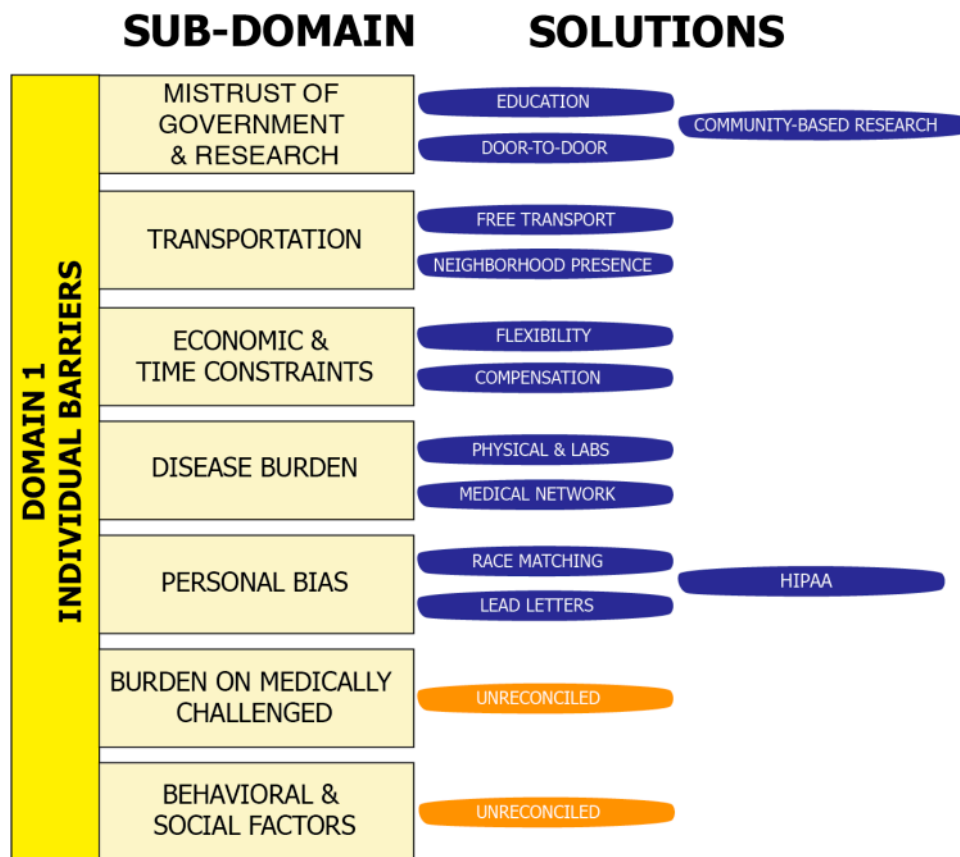 SUB-DOMAIN
SOLUTIONS
DOMAIN 1
INDIVIDUAL BARRIERS
MISTRUST OF
GOVERNMENT
& RESEARCH
EDUCATION
DOOR-TO-DOOR
COMMUNITY-BASED RESEARCH
TRANSPORTATION
FREE TRANSPORT
NEIGHBORHOOD PRESENCE
ECONOMIC &
TIME CONSTRAINTS
FLEXIBILITY
COMPENSATION
DISEASE BURDEN
PHYSICAL & LABS
MEDICAL NETWORK
PERSONAL BIAS
RACE MATCHING
LEAD LETTERS
HIPAA
BURDEN ON MEDICALLY
CHALLENGED
UNRECONCILED
BEHAVIORAL &
SOCIAL FACTORS
UNRECONCILED